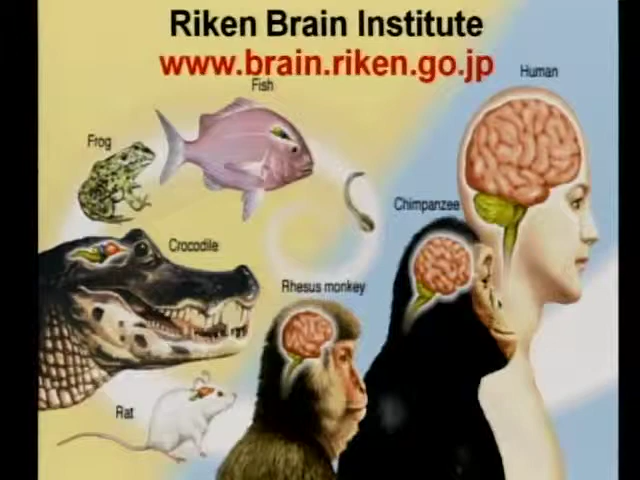 Riken Brain Institute
www.brain.riken.go.jp
Human
Fish
Frog
Chimpanzee
Crocodile
Rhesus monkey
Rat